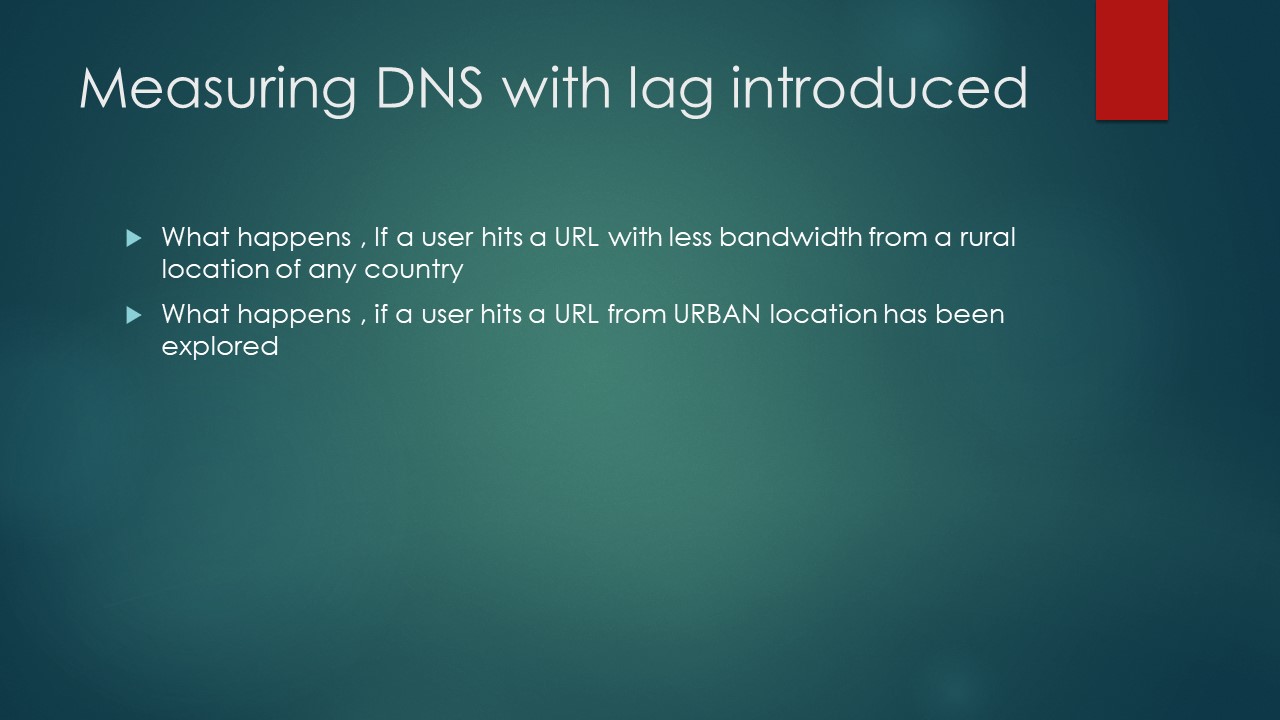 Measuring DNS with lag introduced
What happens , If a user hits a URL with less bandwidth from a rural
location of any country
What happens , if a user hits a URL from URBAN location has been
explored